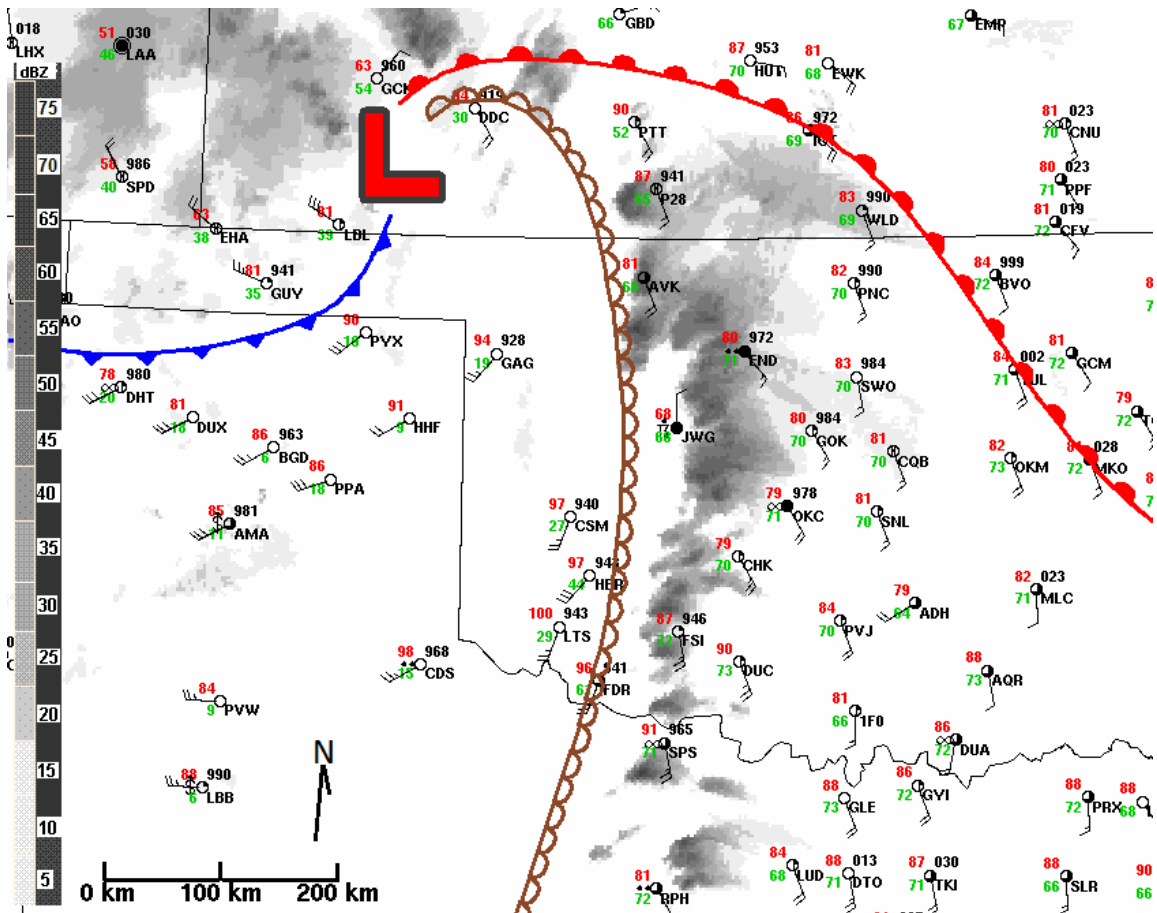 66 GBD
67 EMP
018
LHX
51 030
46 LAA
63 960
54 GCK
87 953
70 HUT
81
68 EWK
dBZ
75
919
30 DDC
90
52 PTT
86 972
69 ICT
81 023
70 CNU
70
58 986
40 SPD
87 941
65 P28
80 023
71 PPF
L
65
63
38 EHA
81
39 LDL
83 990
69 WLD
81 019
72 CFV
60
81 941
35 GUY
81
68 AVK
82 990
70 PNC
84 999
72 BVO
55
90
18 PYX
94 928
19 GAG
80 972
71 END
81
72 GCM
50
78 980
20 DHT
83 984
70 SWO
84 002
71 TUL
81
18 DUX
91
9 HHF
68
66 JWG
79
72
45
86 963
6 BGD
80 984
70 GOK
81
70 CQB
82
73 OKM
81 028
72 MKO
40
86
18 PPA
85 981
11 AMA
97 940
27 CSM
79 978
71 OKC
81
70 SNL
35
97
44 HBR
79
70 CHK
30
100 943
29 LTS
87 946
72 FSI
84
70 PVJ
79
64 ADH
82 023
71 MLC
25
98 968
15 CDS
96 941
FDR
90
73 DUC
88
73 AQR
20
84
9 PVW
91 965
71 SPS
81
66 1F0
86
72 DUA
15
88 990
6 LBB
N
88
73 GLE
86
72 GYI
88
72 PRX
88
68
10
5
0 km 100 km 200 km
81
72 RPH
84
68 LUD
88 013
71 DTO
87 030
71 TKI
88
66 SLR
90
66